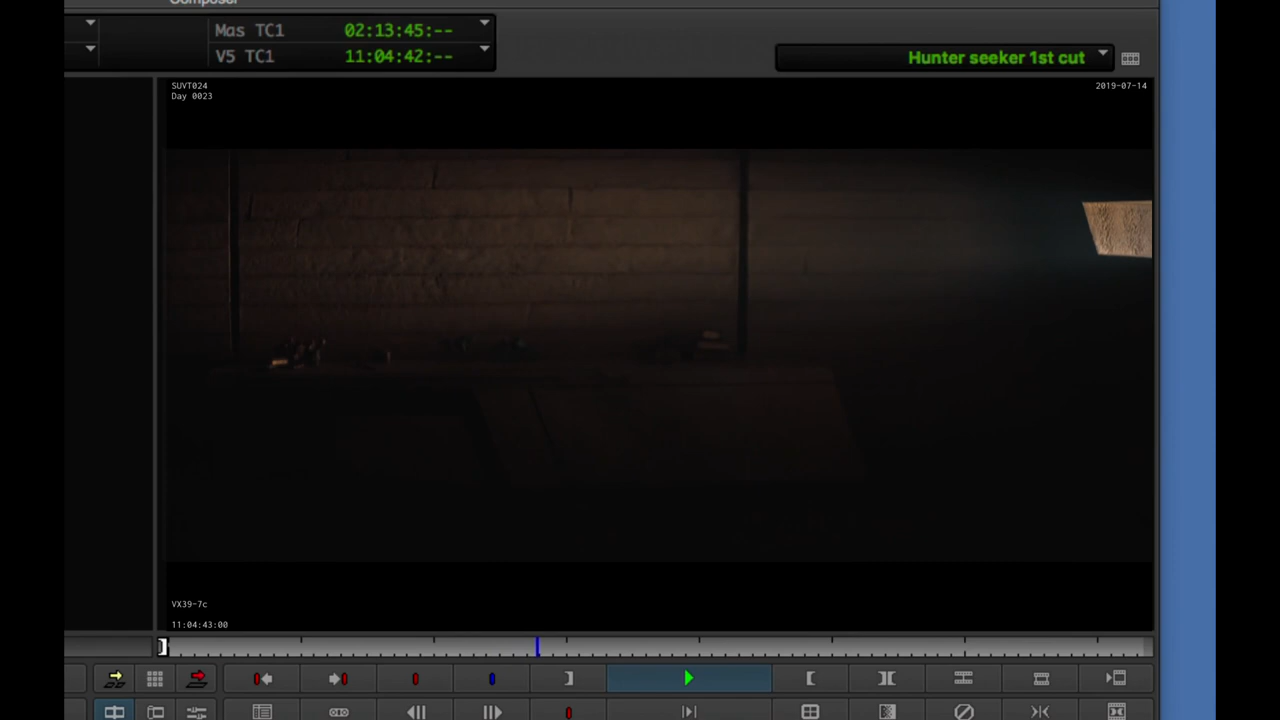 Composer
Mas TC1 02:13:45:--
V5 TC1 11:04:42:--
Hunter seeker 1st cut
SUVT024
Day 0023
2019-07-14
VX39-7c
11:04:43:00